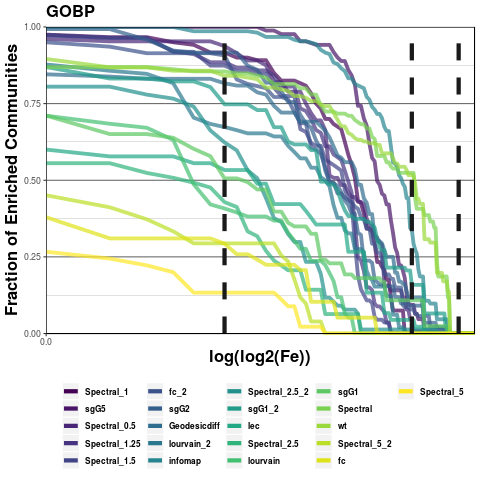 GOBP
Fraction of Enriched Communities
1.00
0.75
0.50
0.25
0.00
0.0
log(log2(Fe))
Spectral_1 fc_2 Spectral_2.5_2 sgG1 Spectral_5
sgG5 sgG2 sgG1_2 Spectral
Spectral_0.5 Geodesicdiff lec wt
Spectral_1.25 lourvain_2 Spectral_2.5 Spectral_5_2
Spectral_1.5 infomap lourvain fc